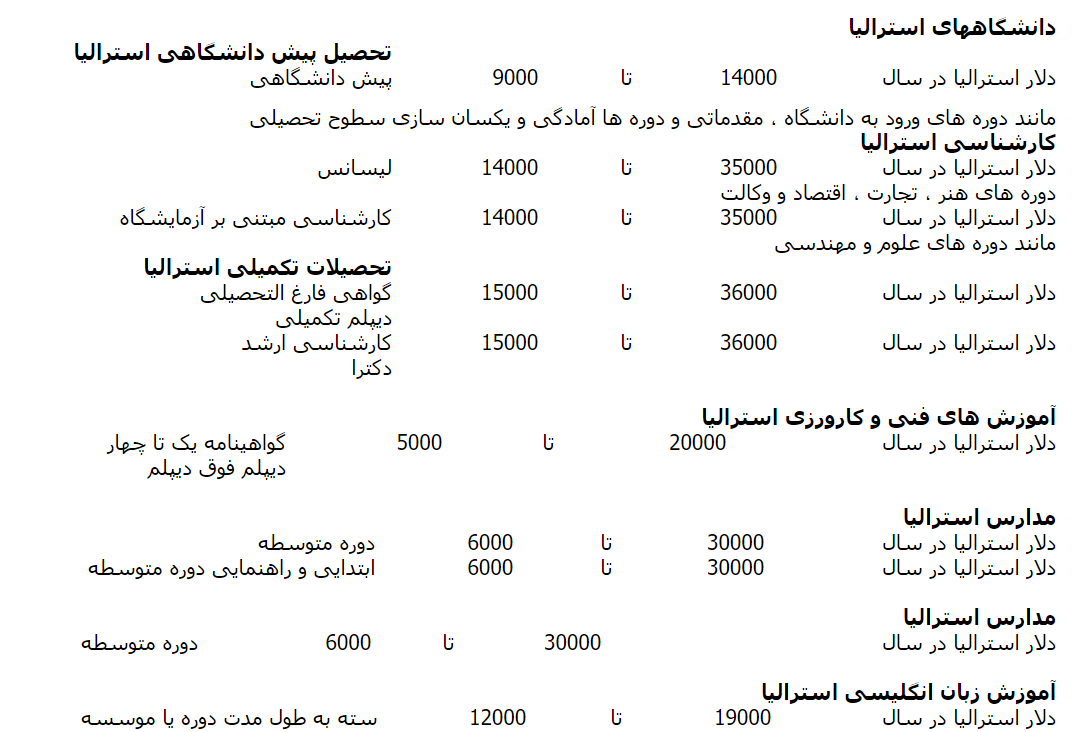 دانشگاههای استرالیا
تحصیل پیش دانشگاهی استرالیا
دلار استرالیا در سال 14000 تا 9000 پیش دانشگاهی
مانند دوره های ورود به دانشگاه ، مقدماتی و دوره ها آمادگی و یکسان سازی سطوح تحصیلی
کارشناسی استرالیا
دلار استرالیا در سال 35000 تا 14000 لیسانس
دوره های هنر ، تجارت ، اقتصاد و وکالت
دلار استرالیا در سال 35000 تا 14000 کارشناسی مبتنی بر آزمایشگاه
مانند دوره های علوم و مهندسی
تحصیلات تکمیلی استرالیا
دلار استرالیا در سال 36000 تا 15000 گواهی فارغ التحصیلی
دیپلم تکمیلی
دلار استرالیا در سال 36000 تا 15000 کارشناسی ارشد
دکترا
آموزش های فنی و کارورزی استرالیا
دلار استرالیا در سال 20000 تا 5000 گواهینامه یک تا چهار
دیپلم فوق دیپلم
مدارس استرالیا
دلار استرالیا در سال 30000 تا 6000 دوره متوسطه
دلار استرالیا در سال 30000 تا 6000 ابتدایی و راهنمایی دوره متوسطه
مدارس استرالیا
دلار استرالیا در سال 30000 تا 6000 دوره متوسطه
آموزش زبان انگلیسی استرالیا
دلار استرالیا در سال 19000 تا 12000 سته به طول مدت دوره یا موسسه